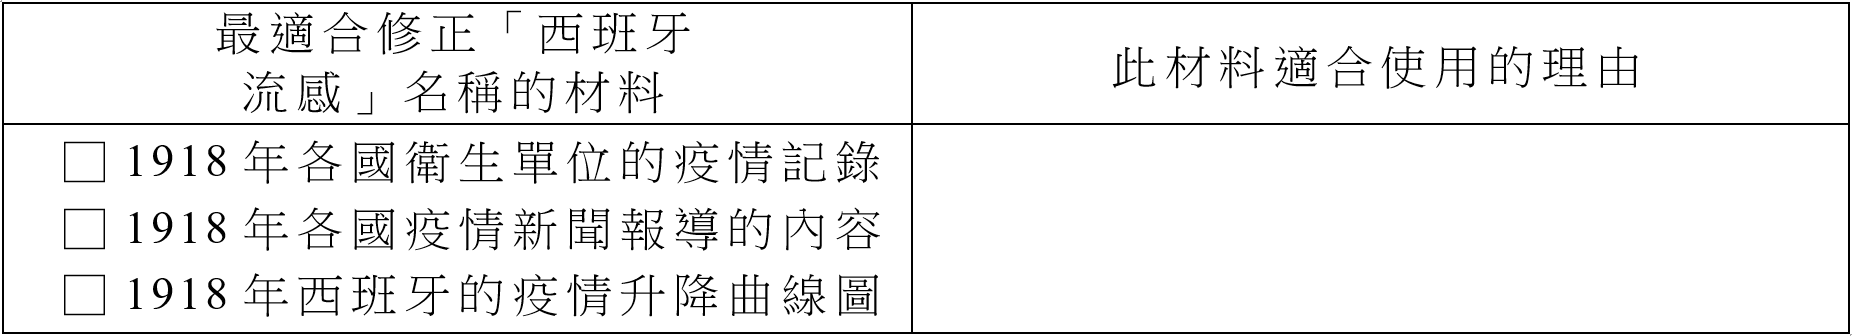 最適合修正「西班牙
流感」名稱的材料
此材料適合使用的理由
□ 1918 年各國衛生單位的疫情記錄
□ 1918 年各國疫情新聞報導的內容
□ 1918 年西班牙的疫情升降曲線圖